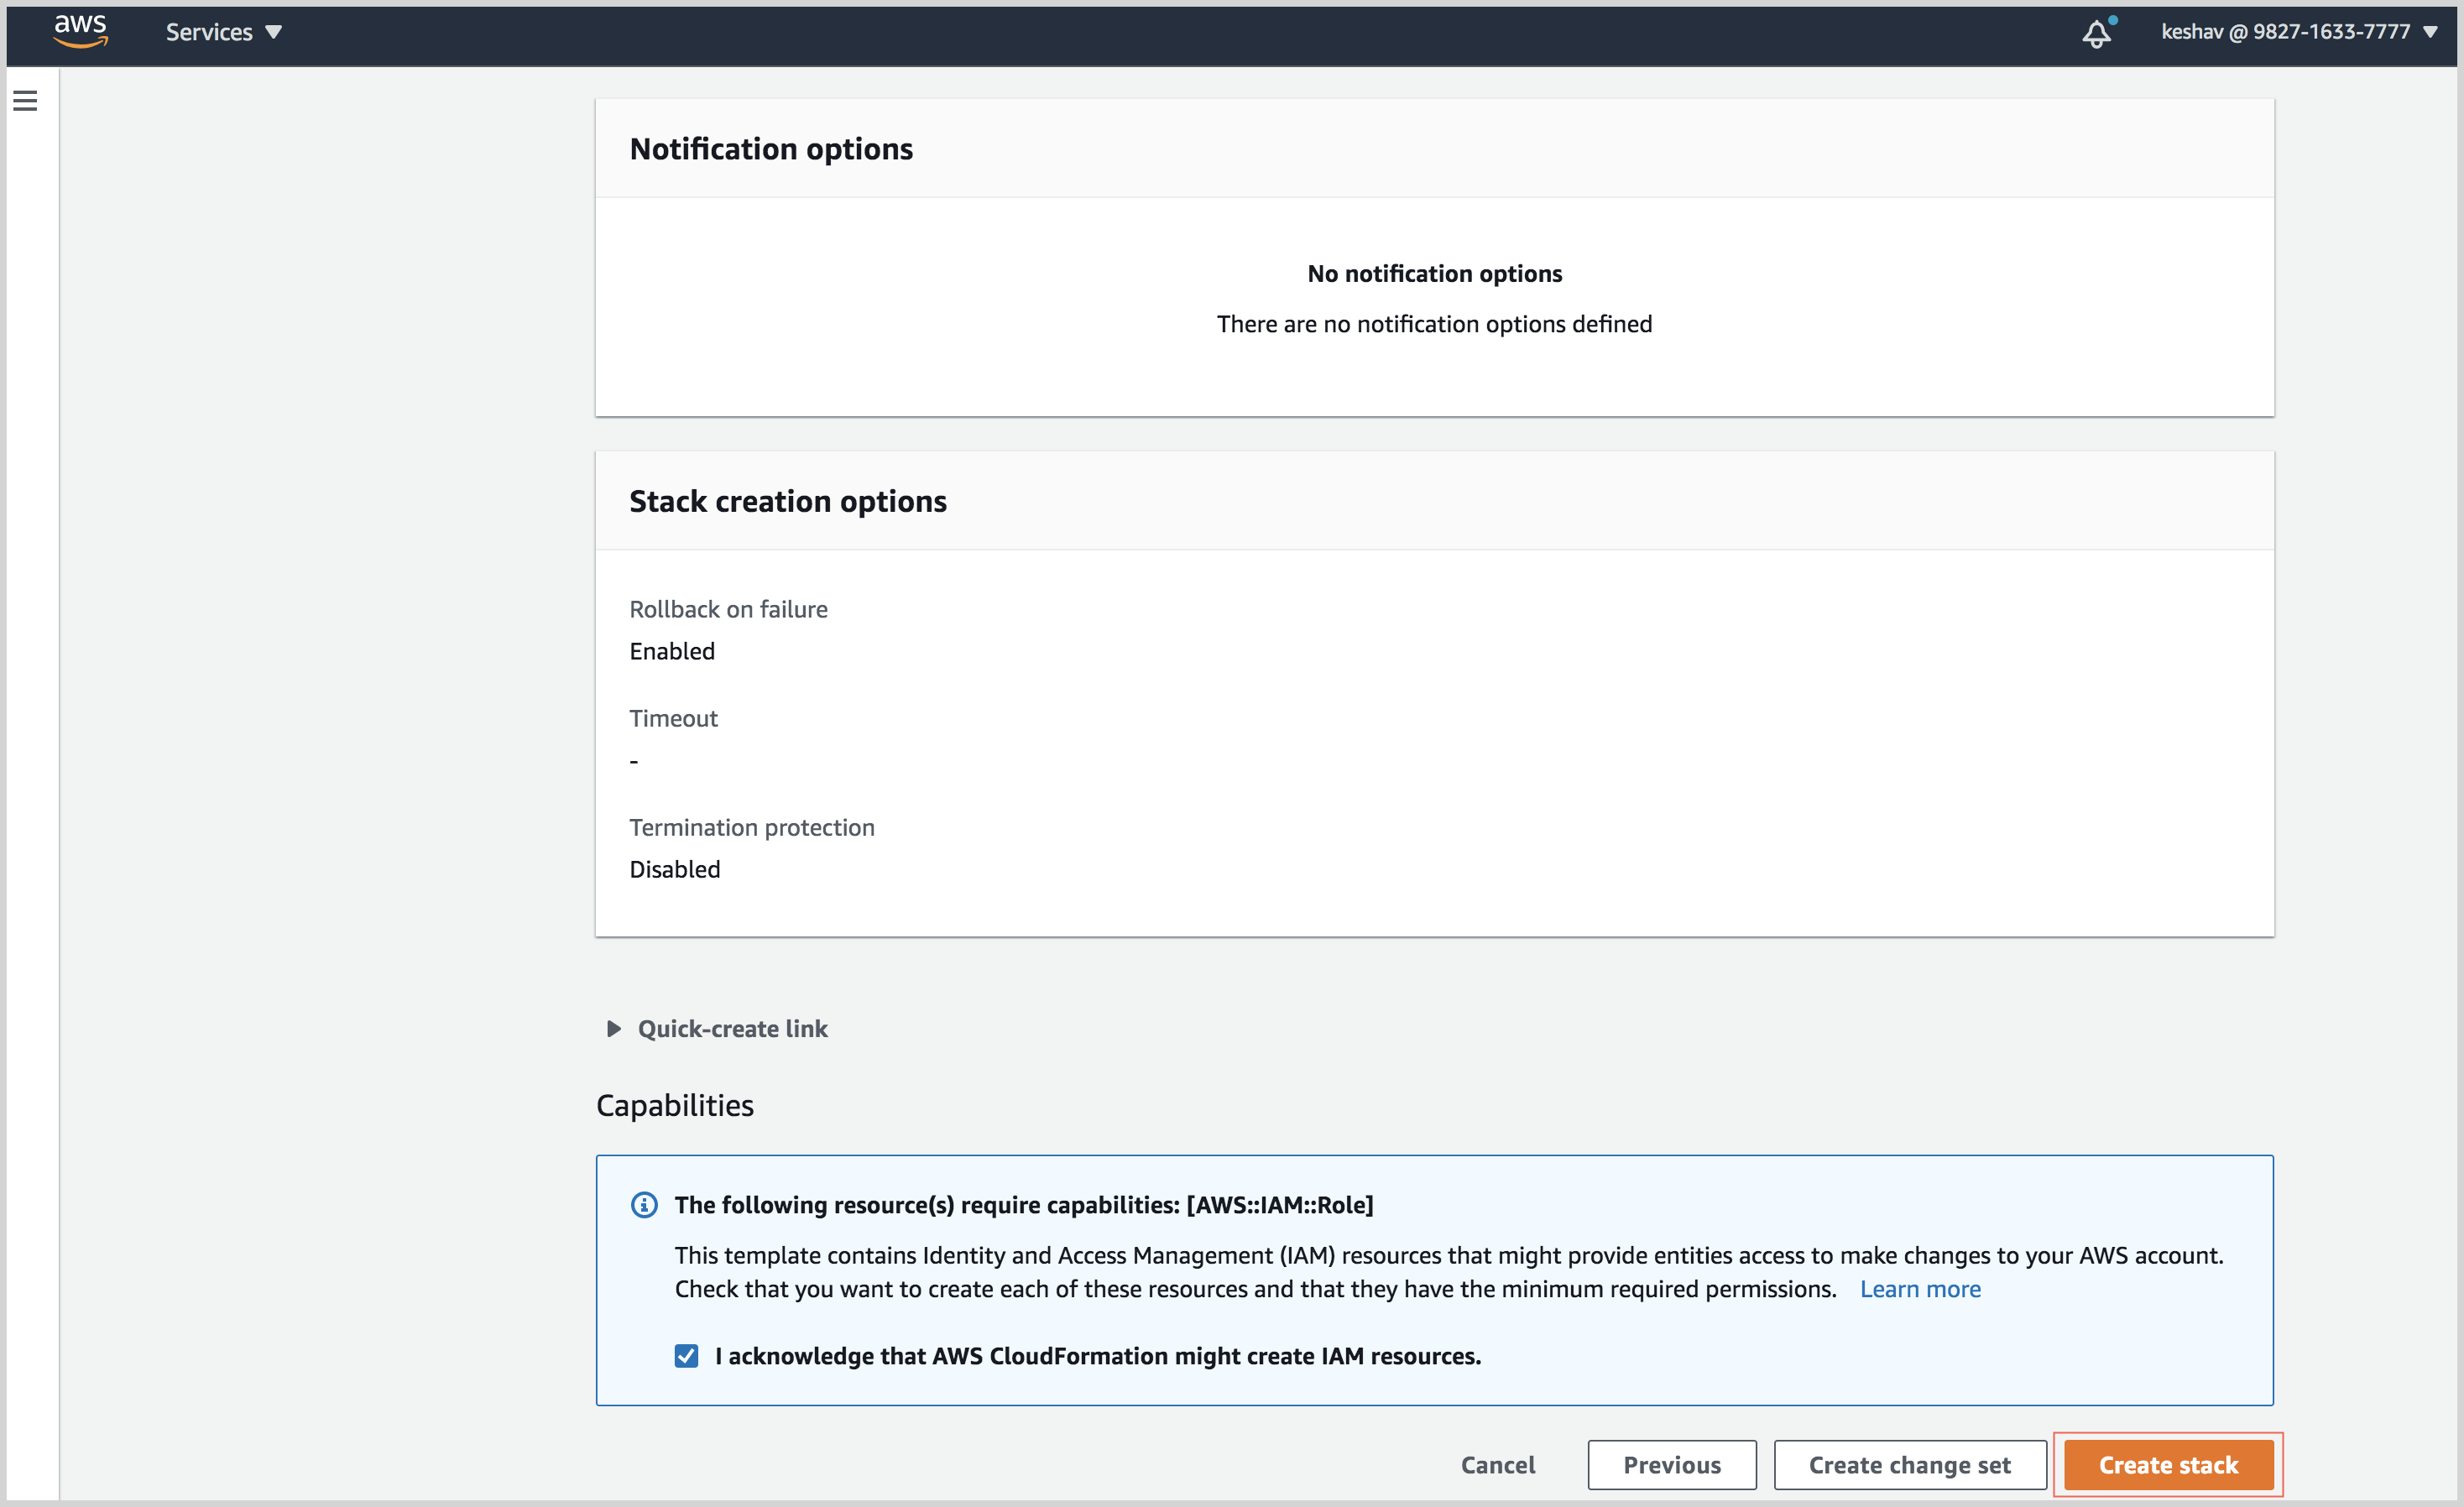 aws
Services
keshav @ 9827-1633-7777
Notification options
No notification options
There are no notification options defined
Stack creation options
Rollback on failure
Enabled
Timeout
-
Termination protection
Disabled
Quick-create link
Capabilities
The following resource(s) require capabilities: [AWS::IAM::Role]
This template contains Identity and Access Management (IAM) resources that might provide entities access to make changes to your AWS account.
Check that you want to create each of these resources and that they have the minimum required permissions. Learn more
I acknowledge that AWS CloudFormation might create IAM resources.
Cancel
Previous
Create change set
Create stack